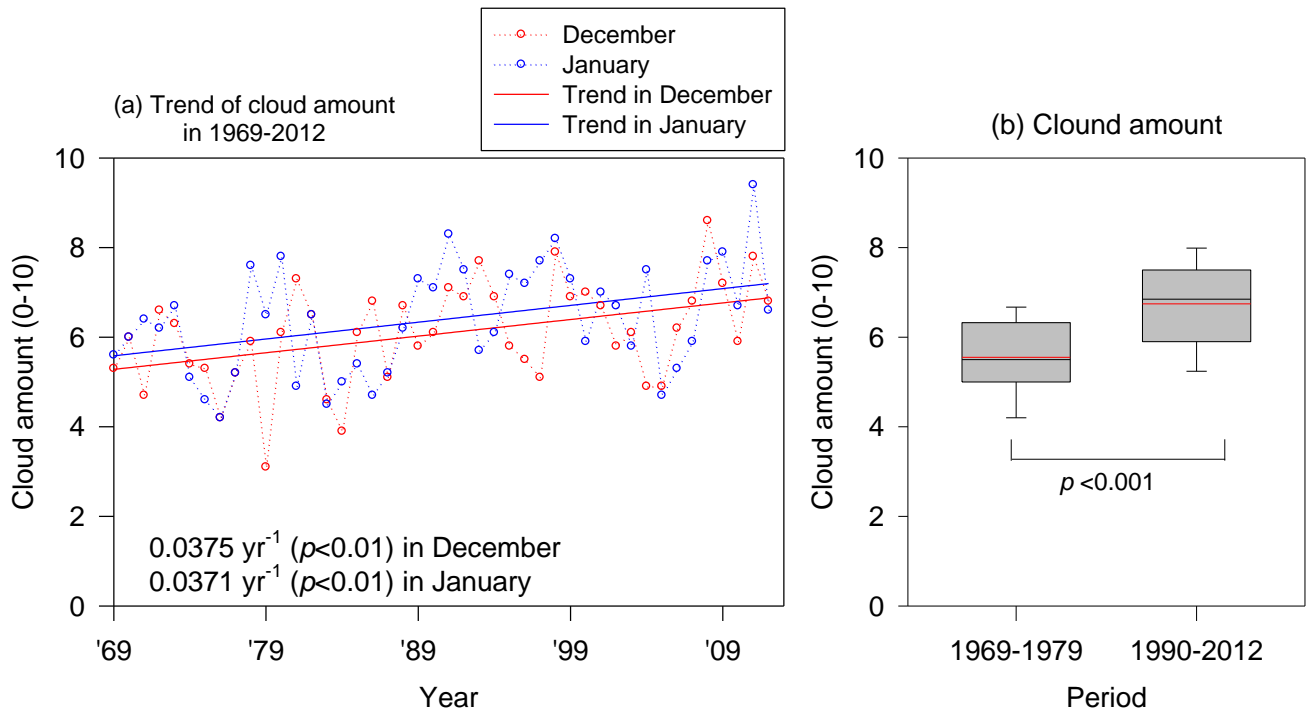 December
January
Trend in December
Trend in January
(a) Trend of cloud amount
in 1969-2012
(b) Clound amount
Cloud amount (0-10)
10
8
6
4
2
0
0.0375 yr⁻¹ (p<0.01) in December
0.0371 yr⁻¹ (p<0.01) in January
'69
'79
'89
'99
'09
Year
Cloud amount (0-10)
10
8
6
4
2
0
p <0.001
1969-1979
1990-2012
Period